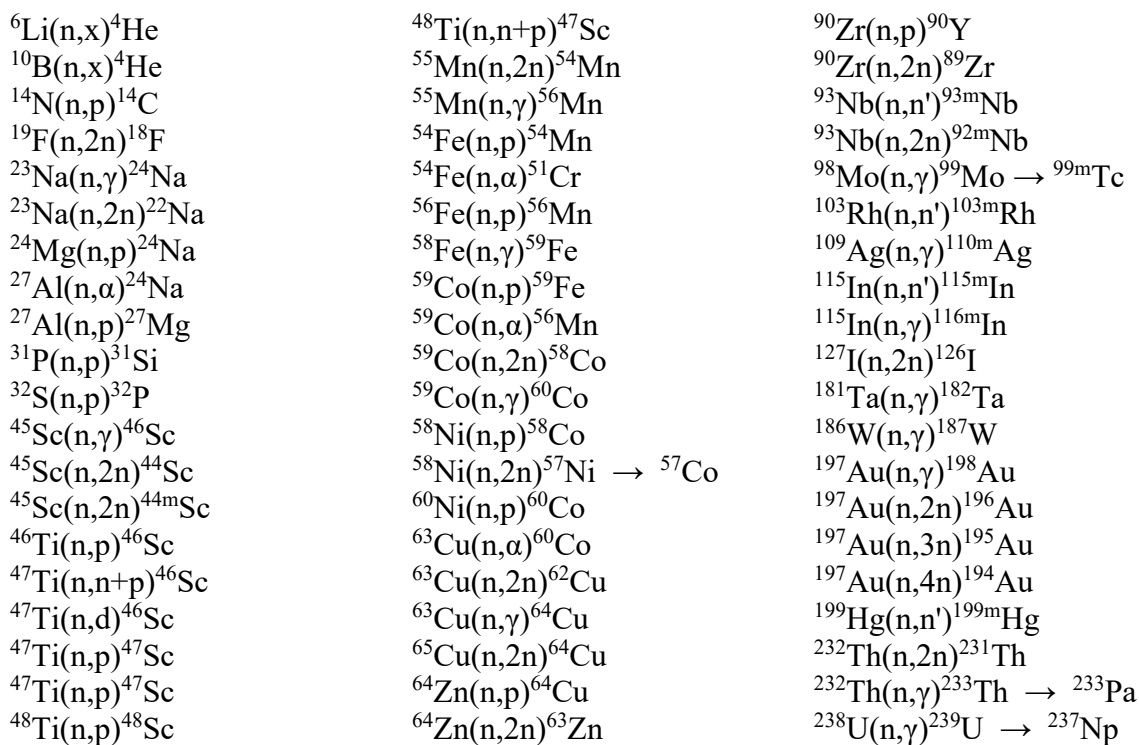 ⁶Li(n,x)⁴He
¹⁰B(n,x)⁴He
¹⁴N(n,p)¹⁴C
¹⁹F(n,2n)¹⁸F
²³Na(n,γ)²⁴Na
²³Na(n,2n)²²Na
²⁴Mg(n,p)²⁴Na
²⁷Al(n,α)²⁴Na
²⁷Al(n,p)²⁷Mg
³¹P(n,p)³¹Si
³²S(n,p)³²P
⁴⁵Sc(n,γ)⁴⁶Sc
⁴⁵Sc(n,2n)⁴⁴Sc
⁴⁵Sc(n,2n)⁴⁴ᵐSc
⁴⁶Ti(n,p)⁴⁶Sc
⁴⁷Ti(n,n+p)⁴⁶Sc
⁴⁷Ti(n,d)⁴⁶Sc
⁴⁷Ti(n,p)⁴⁷Sc
⁴⁷Ti(n,p)⁴⁷Sc
⁴⁸Ti(n,p)⁴⁸Sc
⁴⁸Ti(n,n+p)⁴⁷Sc
⁵⁵Mn(n,2n)⁵⁴Mn
⁵⁵Mn(n,γ)⁵⁶Mn
⁵⁴Fe(n,p)⁵⁴Mn
⁵⁴Fe(n,α)⁵¹Cr
⁵⁶Fe(n,p)⁵⁶Mn
⁵⁸Fe(n,γ)⁵⁹Fe
⁵⁹Co(n,p)⁵⁹Fe
⁵⁹Co(n,α)⁵⁶Mn
⁵⁹Co(n,2n)⁵⁸Co
⁵⁹Co(n,γ)⁶⁰Co
⁵⁸Ni(n,p)⁵⁸Co
⁵⁸Ni(n,2n)⁵⁷Ni → ⁵⁷Co
⁶⁰Ni(n,p)⁶⁰Co
⁶³Cu(n,α)⁶⁰Co
⁶³Cu(n,2n)⁶²Cu
⁶³Cu(n,γ)⁶⁴Cu
⁶⁵Cu(n,2n)⁶⁴Cu
⁶⁴Zn(n,p)⁶⁴Cu
⁶⁴Zn(n,2n)⁶³Zn
⁹⁰Zr(n,p)⁹⁰Y
⁹⁰Zr(n,2n)⁸⁹Zr
⁹³Nb(n,n')⁹³ᵐNb
⁹³Nb(n,2n)⁹²ᵐNb
⁹⁸Mo(n,γ)⁹⁹Mo → ⁹⁹ᵐTc
¹⁰³Rh(n,n')¹⁰³ᵐRh
¹⁰⁹Ag(n,γ)¹¹⁰ᵐAg
¹¹⁵In(n,n')¹¹⁵ᵐIn
¹¹⁵In(n,γ)¹¹⁶ᵐIn
¹²⁷I(n,2n)¹²⁶I
¹⁸¹Ta(n,γ)¹⁸²Ta
¹⁸⁶W(n,γ)¹⁸⁷W
¹⁹⁷Au(n,γ)¹⁹⁸Au
¹⁹⁷Au(n,2n)¹⁹⁶Au
¹⁹⁷Au(n,3n)¹⁹⁵Au
¹⁹⁷Au(n,4n)¹⁹⁴Au
¹⁹⁹Hg(n,n')¹⁹⁹ᵐHg
²³²Th(n,2n)²³¹Th
²³²Th(n,γ)²³³Th → ²³³Pa
²³⁸U(n,γ)²³⁹U → ²³⁷Np